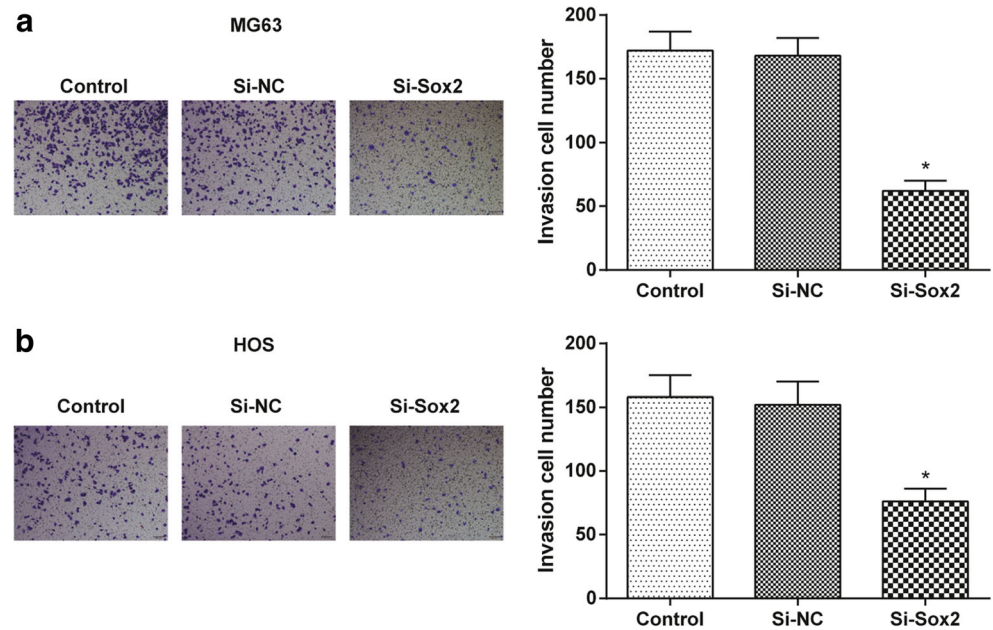 a
MG63
Control Si-NC Si-Sox2
200
150
100
50
0
Invasion cell number
*
Control Si-NC Si-Sox2
b
HOS
Control Si-NC Si-Sox2
200
150
100
50
0
Invasion cell number
*
Control Si-NC Si-Sox2